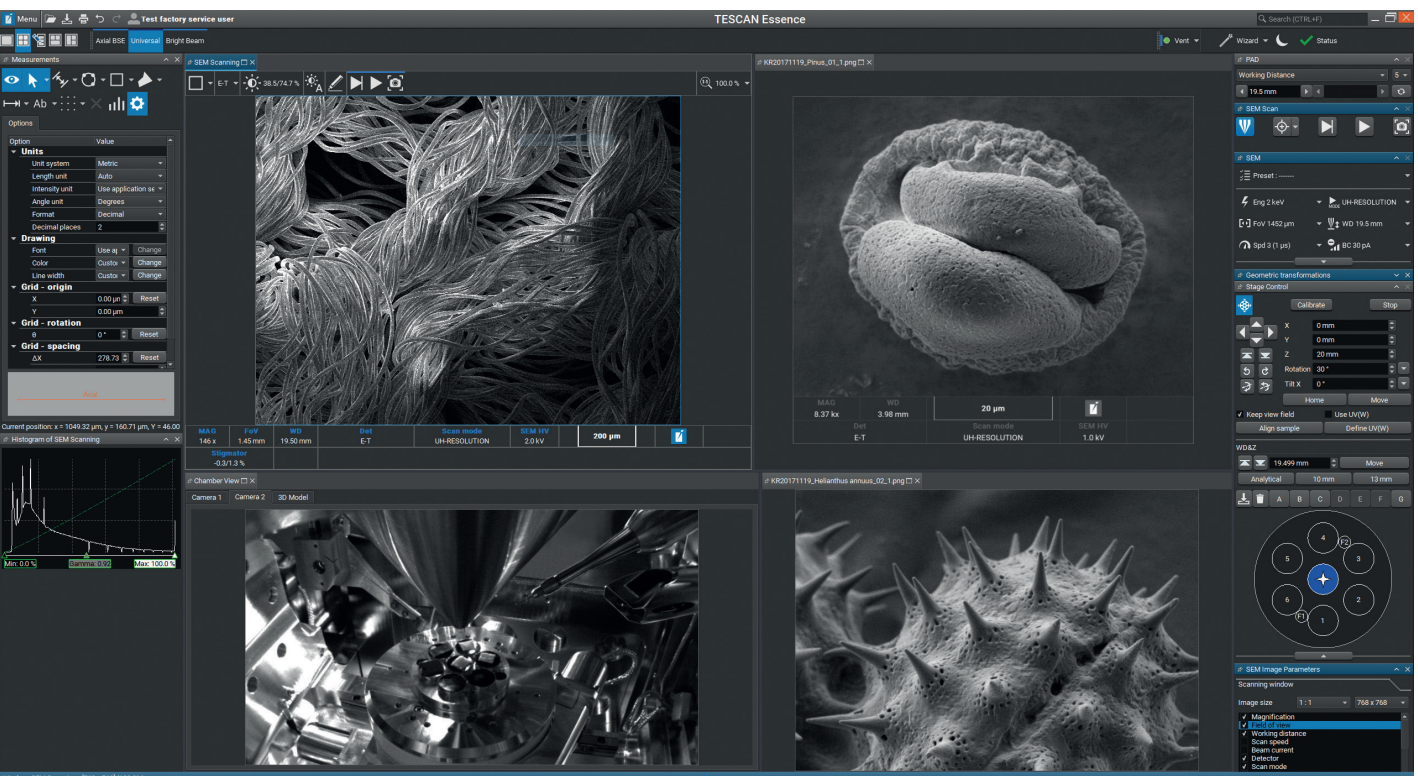 Menu Test factory service user TESCAN Essence Search (CTRL+F)
Axial BSE Universal Bright Beam Vent Wizard Status
Measurements
Ab
Options
Option Value
Units
Unit system Metric
Length unit Auto
Intensity unit Use application se
Angle unit Degrees
Format Decimal
Decimal places 2
Drawing
Font Use a Change
Color Custo Change
Line width Custo Change
Grid - origin
X 0.00 µm Reset
Y 0.00 µm
Grid - rotation
θ 0° Reset
Grid - spacing
ΔX 278.73 Reset
Current position: x = 1049.32 µm, y = 160.71 µm, Y = 46.00
Histogram of SEM Scanning
Min: 0.0 % Gamma: 0.92 Max: 100.0 %
SEM Scanning
E-T 38.5/74.7 % A 1:1 100.0 %
MAG FoV WD Det Scan mode SEM HV
146 x 1.45 mm 19.50 mm E-T UH-RESOLUTION 2.0 kV 200 µm
Stigmator
-0.3/1.3 %
KR20171119_Pinus_01_1.png
MAG WD
8.37 kx 3.98 mm 20 µm
Det Scan mode SEM HV
E-T UH-RESOLUTION 1.0 kV
Chamber View
Camera 1 Camera 2 3D Model
KR20171119_Helianthus annuus_02_1.png
PAD
Working Distance 5
19.5 mm
SEM Scan
SEM
Preset : ------
Eng 2 keV MODE UH-RESOLUTION
FoV 1452 µm WD 19.5 mm
Spd 3 (1 µs) BC 30 pA
Geometric transformations
Stage Control
Calibrate Stop
X 0 mm
Y 0 mm
Z 20 mm
Rotation 30°
Tilt X 0°
Home Move
Keep view field Use UV(W)
Align sample Define UV(W)
WD&Z
19.499 mm Move
Analytical 10 mm 13 mm
A B C D E F G
4
F2
5 3
6 2
F1
1
SEM Image Parameters
Scanning window
Image size 1 : 1 768 x 768
Magnification
Field of view
Working distance
Scan speed
Beam current
Detector
Scan mode